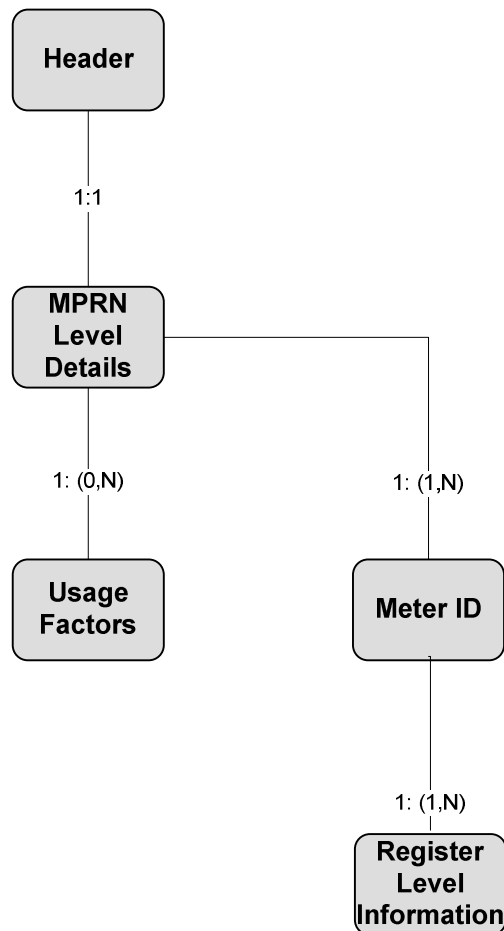 Header
1:1
MPRN
Level
Details
1: (0,N)
1: (1,N)
Usage
Factors
Meter ID
1: (1,N)
Register
Level
Information